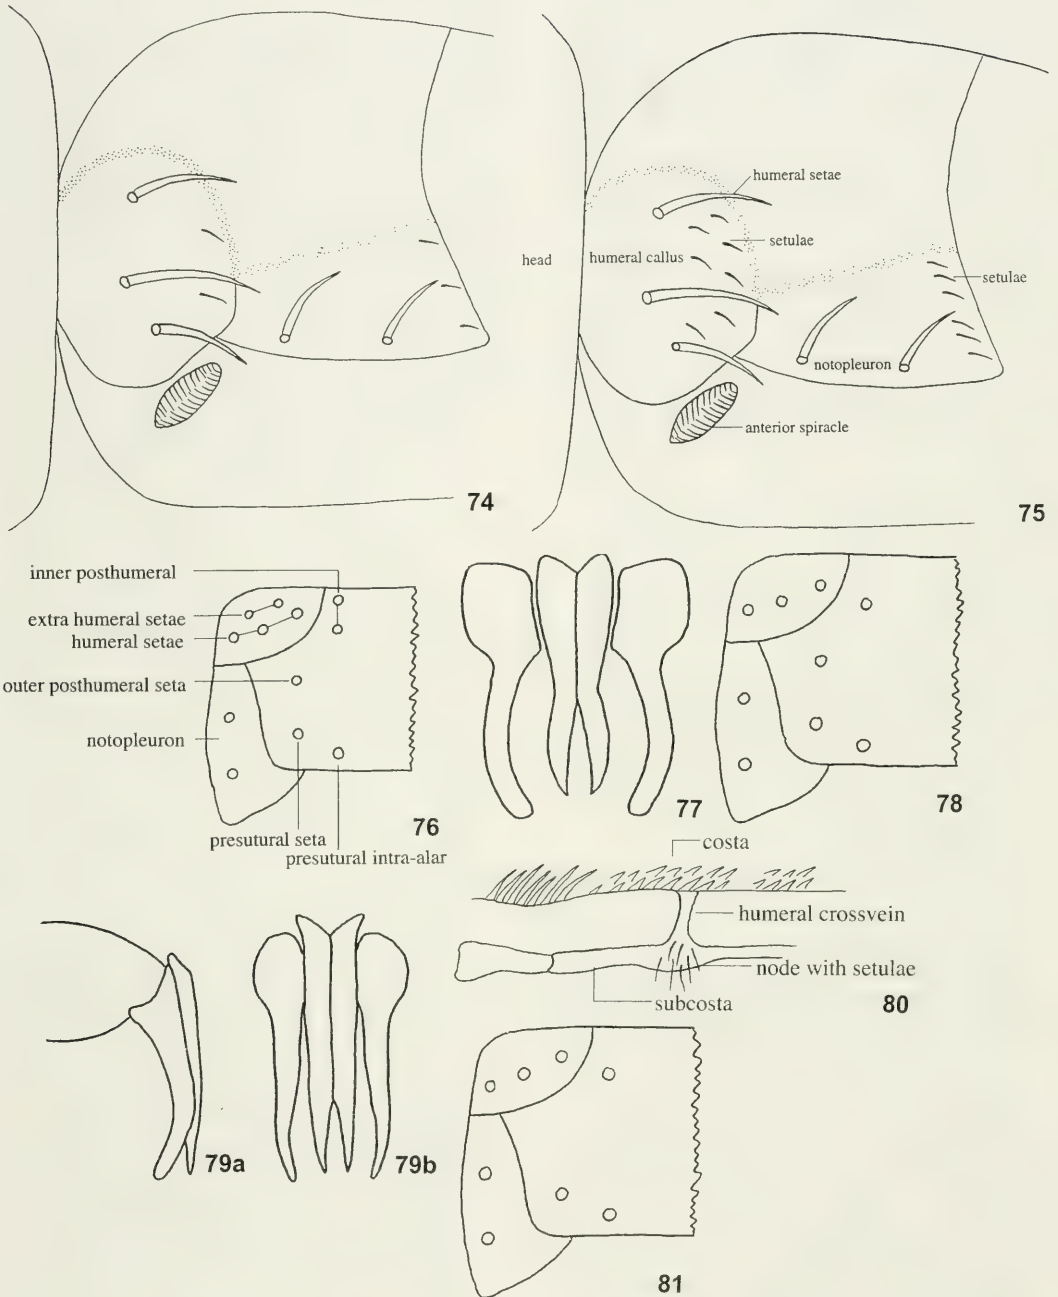 humeral setae
setulae
head
humeral callus
setulae
notopleuron
anterior spiracle
74
75
inner posthumeral
extra humeral setae
humeral setae
outer posthumeral seta
notopleuron
presutural seta
presutural intra-alar
76
77
78
costa
humeral crossvein
node with setulae
subcosta
80
79a
79b
81